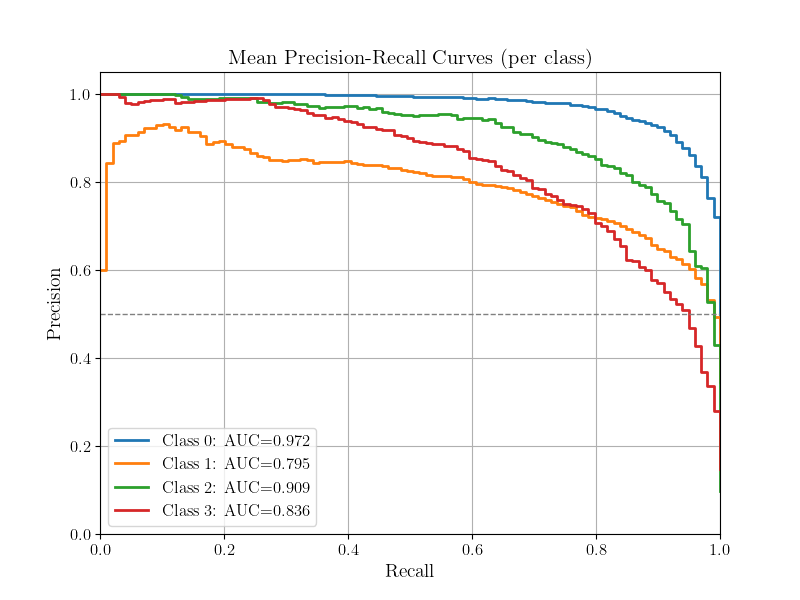 Mean Precision-Recall Curves (per class)
Precision
1.0
0.8
0.6
0.4
0.2
0.0
Class 0: AUC=0.972
Class 1: AUC=0.795
Class 2: AUC=0.909
Class 3: AUC=0.836
0.0 0.2 0.4 0.6 0.8 1.0
Recall